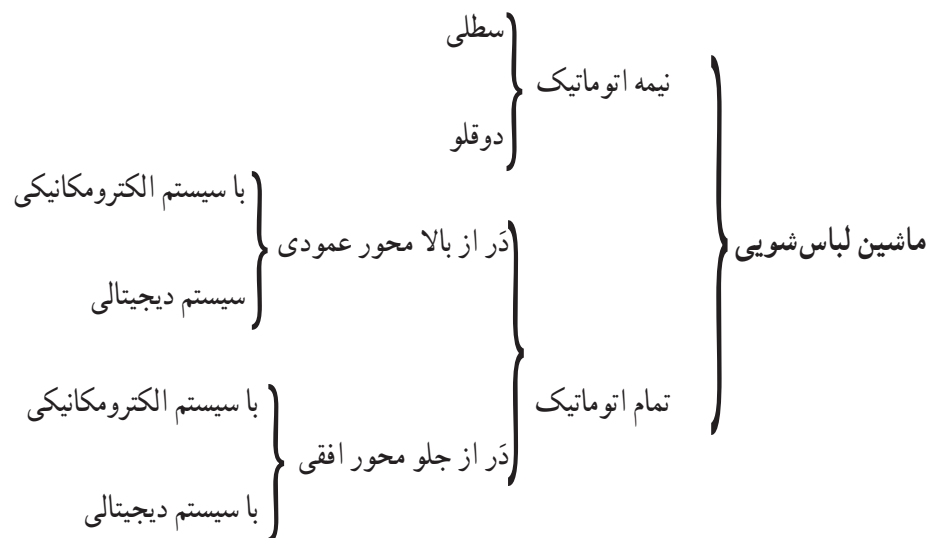 ماشین لباس‌شویی
نیمه اتوماتیک
سطلی
دوقلو
تمام اتوماتیک
دَر از بالا محور عمودی
با سیستم الکترومکانیکی
سیستم دیجیتالی
دَر از جلو محور افقی
با سیستم الکترومکانیکی
با سیستم دیجیتالی